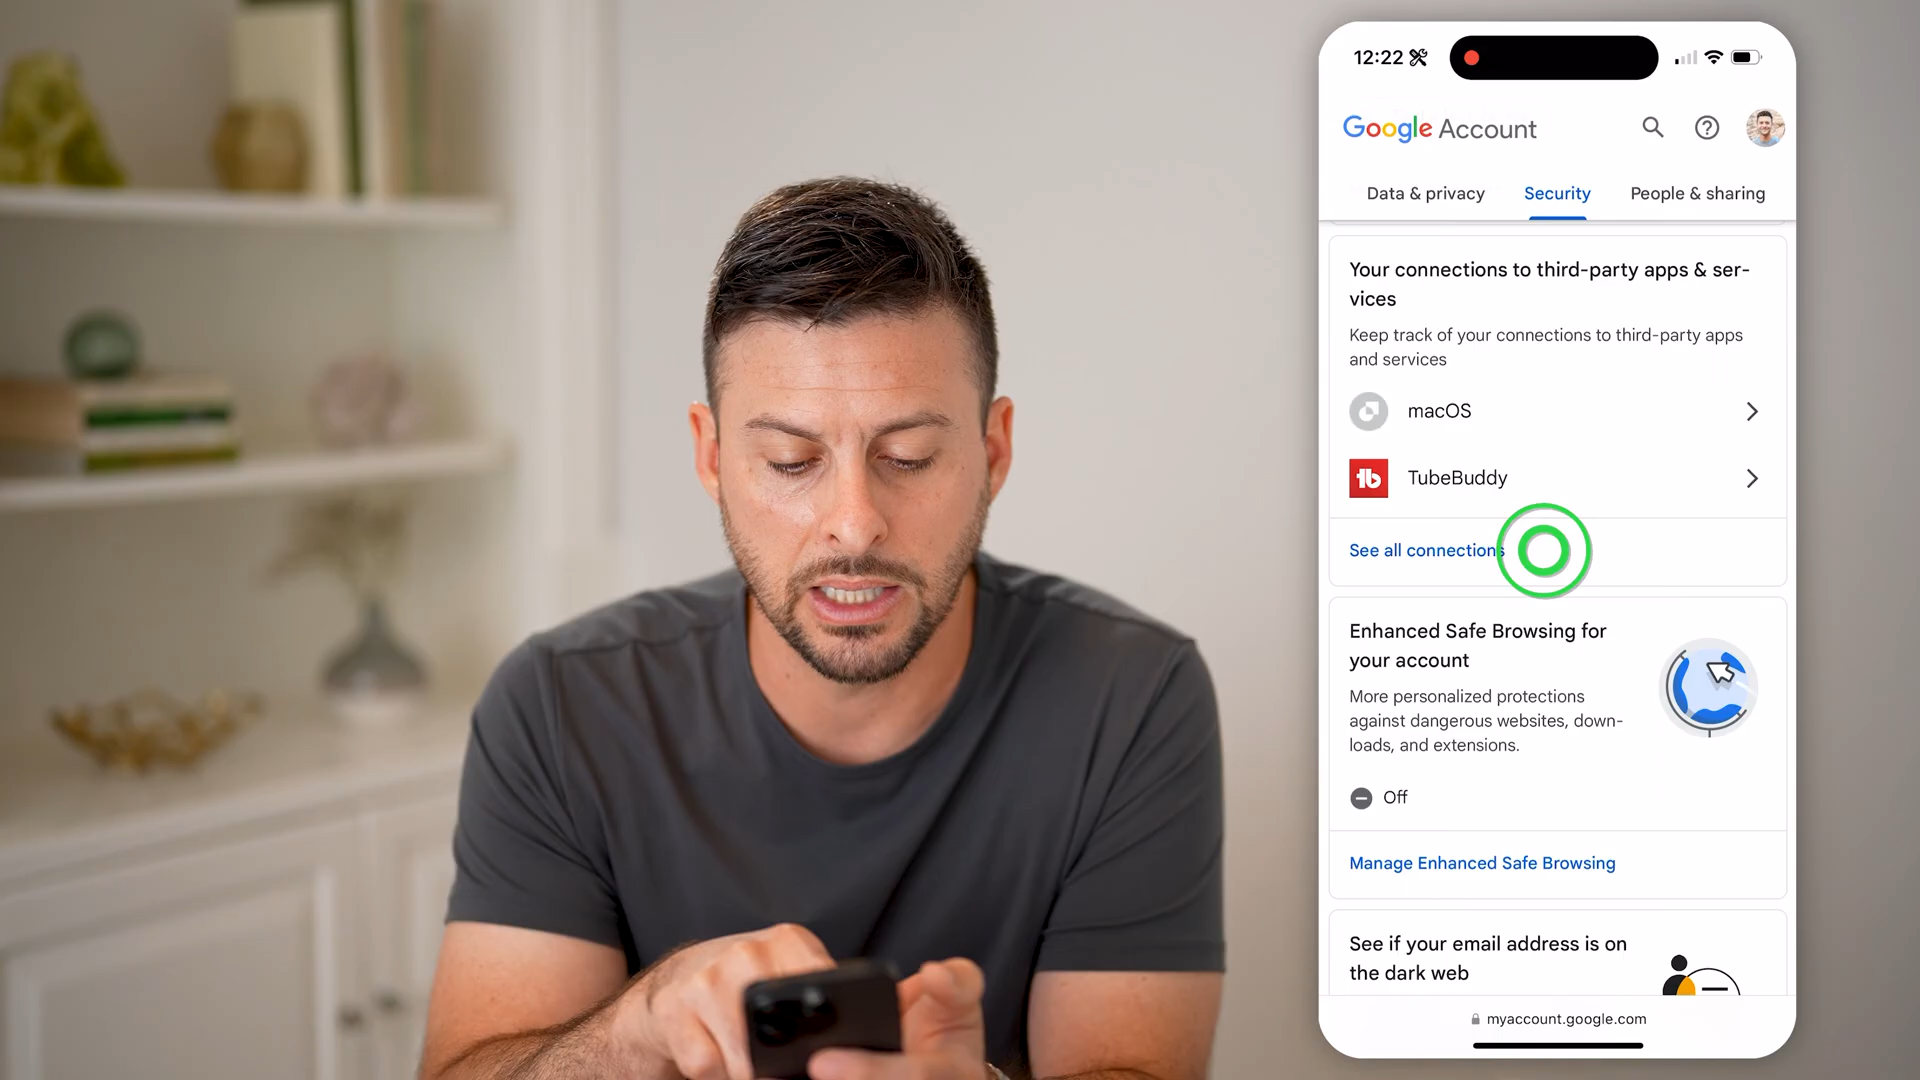 12:22
Google Account
Data & privacy Security People & sharing
Your connections to third-party apps & ser-
vices
Keep track of your connections to third-party apps
and services
macOS
tb TubeBuddy
See all connections
Enhanced Safe Browsing for
your account
More personalized protections
against dangerous websites, down-
loads, and extensions.
Off
Manage Enhanced Safe Browsing
See if your email address is on
the dark web
myaccount.google.com